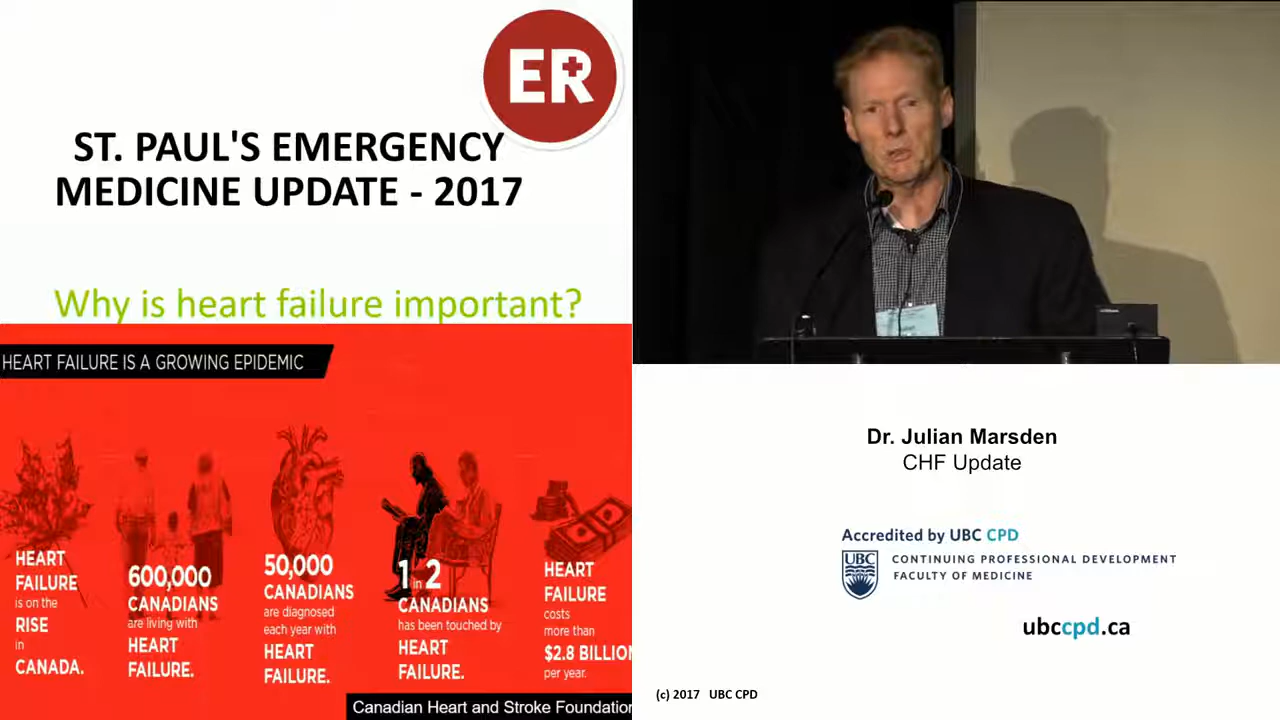 ER
ST. PAUL'S EMERGENCY
MEDICINE UPDATE - 2017
Why is heart failure important?
HEART FAILURE IS A GROWING EPIDEMIC
HEART
FAILURE
is on the
RISE
in
CANADA.
600,000
CANADIANS
are living with
HEART
FAILURE.
50,000
CANADIANS
are diagnosed
each year with
HEART
FAILURE.
1 in 2
CANADIANS
has been touched by
HEART
FAILURE.
HEART
FAILURE
costs
more than
$2.8 BILLION
per year.
Canadian Heart and Stroke Foundation
Dr. Julian Marsden
CHF Update
Accredited by UBC CPD
UBC
CONTINUING PROFESSIONAL DEVELOPMENT
FACULTY OF MEDICINE
ubccpd.ca
(c) 2017 UBC CPD